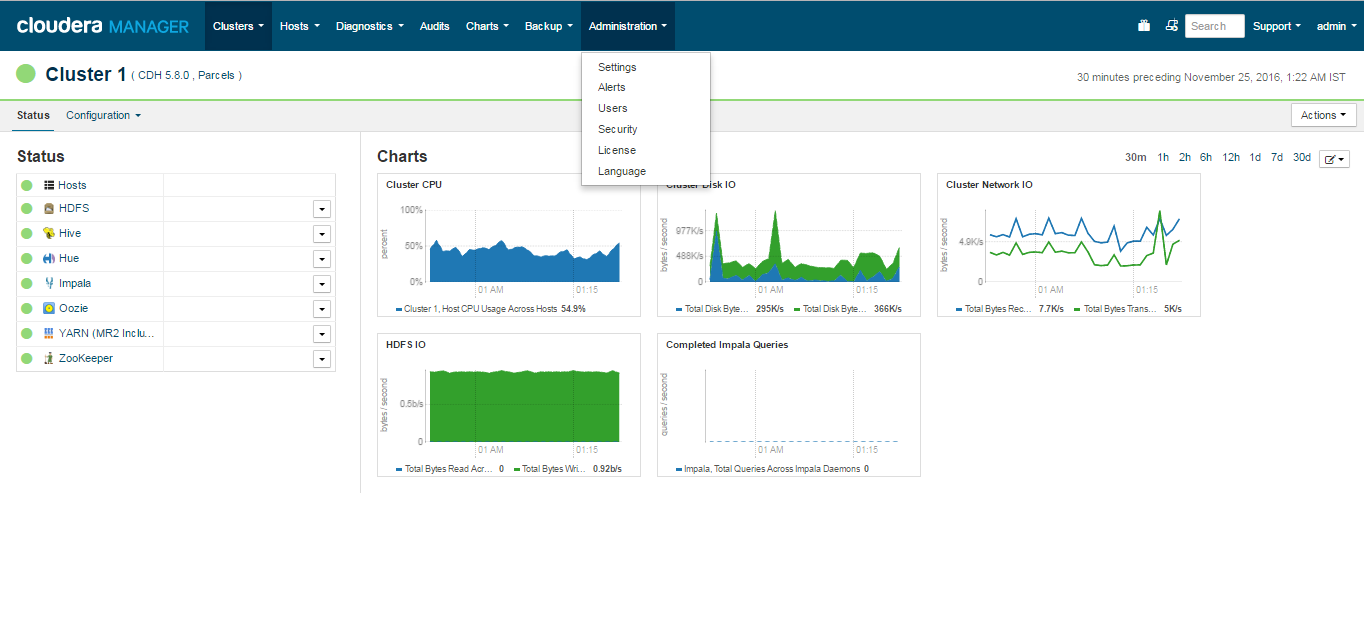 cloudera MANAGER Clusters Hosts Diagnostics Audits Charts Backup Administration Search Support admin
Settings
Alerts
Users
Security
License
Language
Cluster 1 ( CDH 5.8.0 , Parcels )
30 minutes preceding November 25, 2016, 1:22 AM IST
Status Configuration
Actions
Status
Hosts
HDFS
Hive
Hue
Impala
Oozie
YARN (MR2 Inclu...
ZooKeeper
Charts
30m 1h 2h 6h 12h 1d 7d 30d
Cluster CPU
percent
100%
50%
0%
01 AM 01:15
Cluster 1, Host CPU Usage Across Hosts 54.9%
Cluster Disk IO
bytes / second
977K/s
488K/s
0
01 AM 01:15
Total Disk Byte... 295K/s Total Disk Byte... 366K/s
Cluster Network IO
bytes / second
4.9K/s
0
01 AM 01:15
Total Bytes Rec... 7.7K/s Total Bytes Trans... 5K/s
HDFS IO
bytes / second
0.5b/s
0
01 AM 01:15
Total Bytes Read Acr... 0 Total Bytes Wri... 0.92b/s
Completed Impala Queries
queries / second
01 AM 01:15
Impala, Total Queries Across Impala Daemons 0